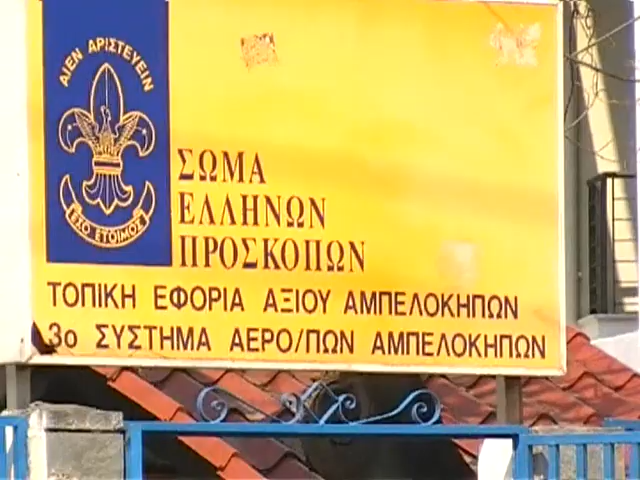 ΑΙΕΝ ΑΡΙΣΤΕΥΕΙΝ
ΕΣΟ ΕΤΟΙΜΟΣ
ΣΩΜΑ
ΕΛΛΗΝΩΝ
ΠΡΟΣΚΟΠΩΝ
ΤΟΠΙΚΗ ΕΦΟΡΙΑ ΑΞΙΟΥ ΑΜΠΕΛΟΚΗΠΩΝ
3ο ΣΥΣΤΗΜΑ ΑΕΡΟ/ΠΩΝ ΑΜΠΕΛΟΚΗΠΩΝ